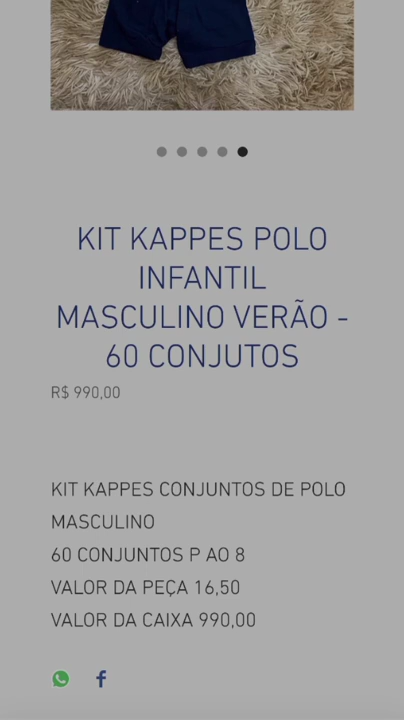 KIT KAPPES POLO
INFANTIL
MASCULINO VERÃO -
60 CONJUTOS
R$ 990,00
KIT KAPPES CONJUNTOS DE POLO
MASCULINO
60 CONJUNTOS P AO 8
VALOR DA PEÇA 16,50
VALOR DA CAIXA 990,00